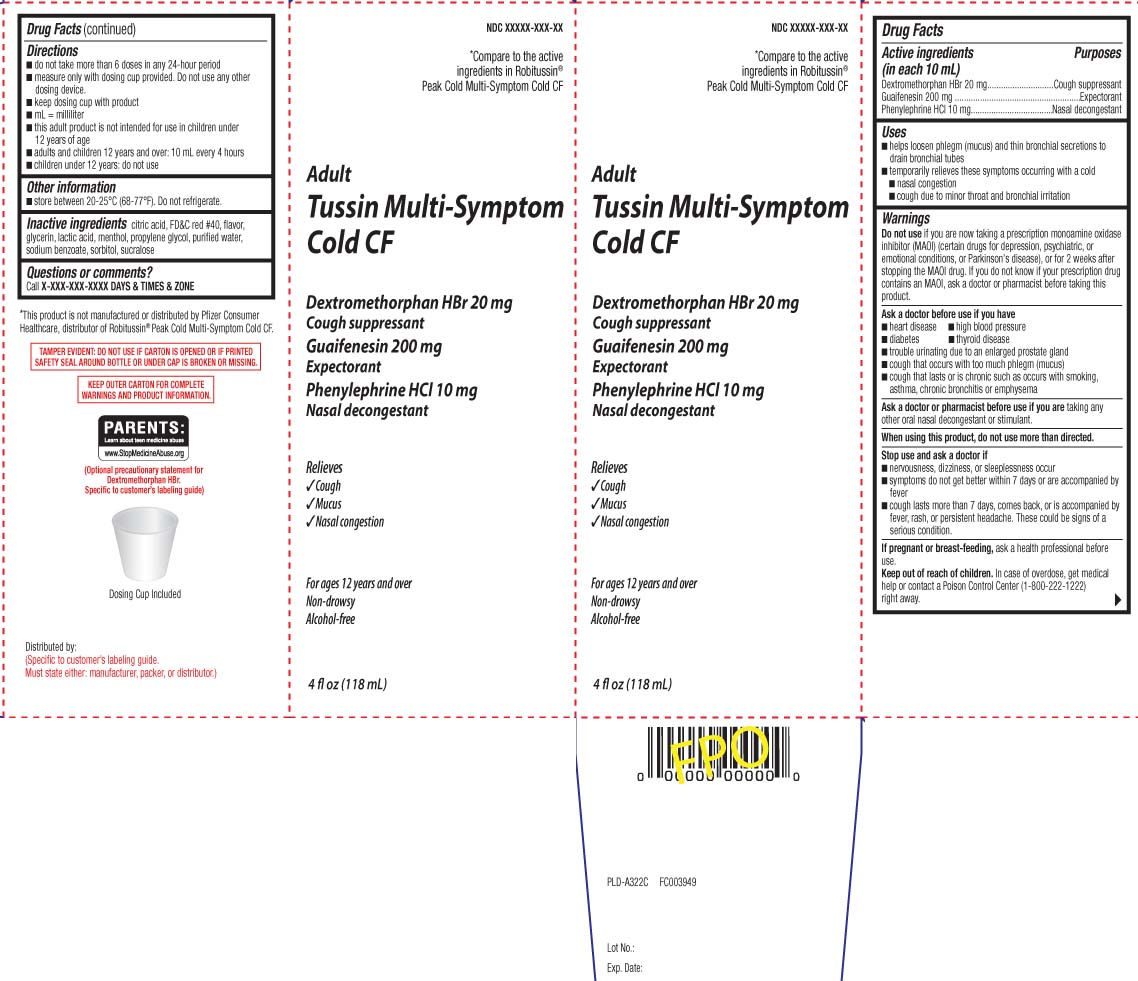 Drug Facts (continued)
Directions
■ do not take more than 6 doses in any 24-hour period
■ measure only with dosing cup provided. Do not use any other
dosing device.
■ keep dosing cup with product
■ mL = milliliter
■ this adult product is not intended for use in children under
12 years of age
■ adults and children 12 years and over: 10 mL every 4 hours
■ children under 12 years: do not use
Other information
■ store between 20-25°C (68-77°F). Do not refrigerate.
Inactive ingredients citric acid, FD&C red #40, flavor,
glycerin, lactic acid, menthol, propylene glycol, purified water,
sodium benzoate, sorbitol, sucralose
Questions or comments?
Call X-XXX-XXX-XXXX DAYS & TIMES & ZONE
*This product is not manufactured or distributed by Pfizer Consumer
Healthcare, distributor of Robitussin® Peak Cold Multi-Symptom Cold CF.
TAMPER EVIDENT: DO NOT USE IF CARTON IS OPENED OR IF PRINTED
SAFETY SEAL AROUND BOTTLE OR UNDER CAP IS BROKEN OR MISSING.
KEEP OUTER CARTON FOR COMPLETE
WARNINGS AND PRODUCT INFORMATION.
PARENTS:
Learn about teen medicine abuse
www.StopMedicineAbuse.org
(Optional precautionary statement for
Dextromethorphan HBr.
Specific to customer's labeling guide)
Dosing Cup Included
Distributed by:
(Specific to customer's labeling guide.
Must state either: manufacturer, packer, or distributor.)
NDC XXXXX-XXX-XX
*Compare to the active
ingredients in Robitussin®
Peak Cold Multi-Symptom Cold CF
Adult
Tussin Multi-Symptom
Cold CF
Dextromethorphan HBr 20 mg
Cough suppressant
Guaifenesin 200 mg
Expectorant
Phenylephrine HCl 10 mg
Nasal decongestant
Relieves
✓Cough
✓Mucus
✓Nasal congestion
For ages 12 years and over
Non-drowsy
Alcohol-free
4 fl oz (118 mL)
NDC XXXXX-XXX-XX
*Compare to the active
ingredients in Robitussin®
Peak Cold Multi-Symptom Cold CF
Adult
Tussin Multi-Symptom
Cold CF
Dextromethorphan HBr 20 mg
Cough suppressant
Guaifenesin 200 mg
Expectorant
Phenylephrine HCl 10 mg
Nasal decongestant
Relieves
✓Cough
✓Mucus
✓Nasal congestion
For ages 12 years and over
Non-drowsy
Alcohol-free
4 fl oz (118 mL)
FPO
0 00000 00000 0
PLD-A322C FC003949
Lot No.:
Exp. Date:
Drug Facts
Active ingredients Purposes
(in each 10 mL)
Dextromethorphan HBr 20 mg............................Cough suppressant
Guaifenesin 200 mg .....................................................Expectorant
Phenylephrine HCl 10 mg..................................Nasal decongestant
Uses
■ helps loosen phlegm (mucus) and thin bronchial secretions to
drain bronchial tubes
■ temporarily relieves these symptoms occurring with a cold
■ nasal congestion
■ cough due to minor throat and bronchial irritation
Warnings
Do not use if you are now taking a prescription monoamine oxidase
inhibitor (MAOI) (certain drugs for depression, psychiatric, or
emotional conditions, or Parkinson's disease), or for 2 weeks after
stopping the MAOI drug. If you do not know if your prescription drug
contains an MAOI, ask a doctor or pharmacist before taking this
product.
Ask a doctor before use if you have
■ heart disease ■ high blood pressure
■ diabetes ■ thyroid disease
■ trouble urinating due to an enlarged prostate gland
■ cough that occurs with too much phlegm (mucus)
■ cough that lasts or is chronic such as occurs with smoking,
asthma, chronic bronchitis or emphysema
Ask a doctor or pharmacist before use if you are taking any
other oral nasal decongestant or stimulant.
When using this product, do not use more than directed.
Stop use and ask a doctor if
■ nervousness, dizziness, or sleeplessness occur
■ symptoms do not get better within 7 days or are accompanied by
fever
■ cough lasts more than 7 days, comes back, or is accompanied by
fever, rash, or persistent headache. These could be signs of a
serious condition.
If pregnant or breast-feeding, ask a health professional before
use.
Keep out of reach of children. In case of overdose, get medical
help or contact a Poison Control Center (1-800-222-1222)
right away.